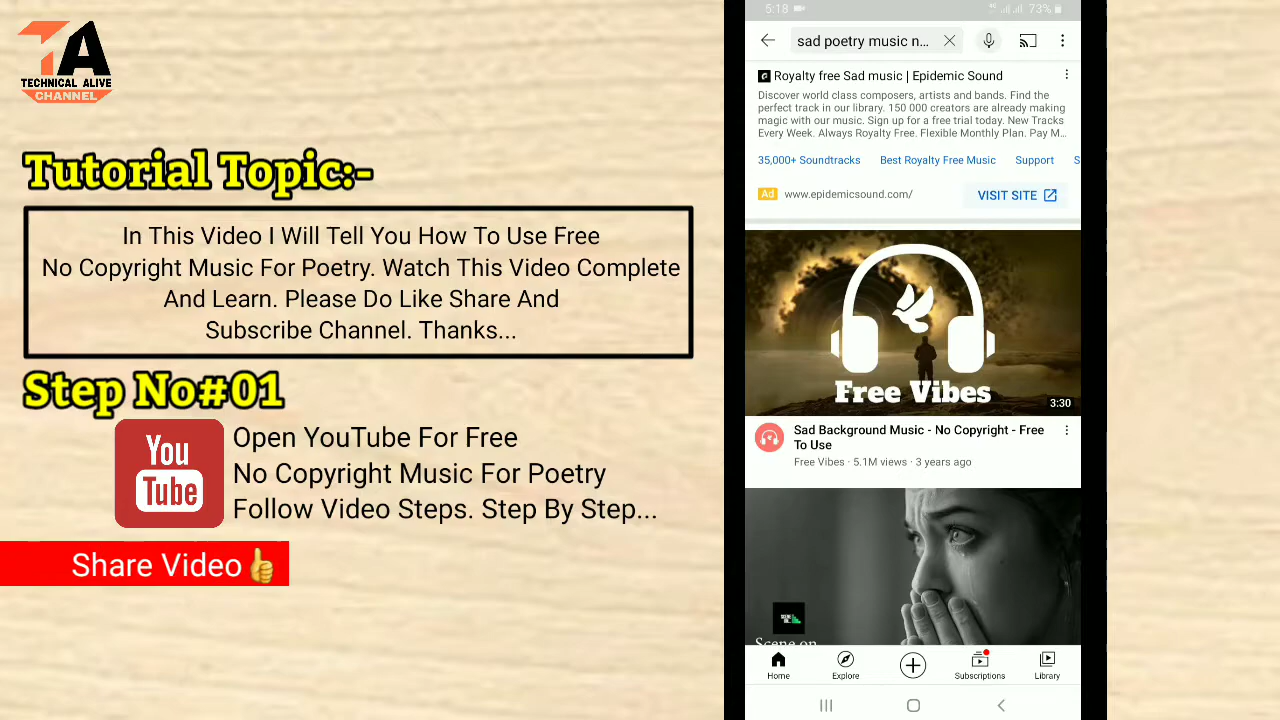 TA
TECHNICAL ALIVE
CHANNEL
Tutorial Topic:-
In This Video I Will Tell You How To Use Free
No Copyright Music For Poetry. Watch This Video Complete
And Learn. Please Do Like Share And
Subscribe Channel. Thanks...
Step No#01
You
Tube
Open YouTube For Free
No Copyright Music For Poetry
Follow Video Steps. Step By Step...
Share Video👍
5:18 73%
sad poetry music n...
Royalty free Sad music | Epidemic Sound
Discover world class composers, artists and bands. Find the
perfect track in our library. 150 000 creators are already making
magic with our music. Sign up for a free trial today. New Tracks
Every Week. Always Royalty Free. Flexible Monthly Plan. Pay M...
35,000+ Soundtracks Best Royalty Free Music Support S
Ad www.epidemicsound.com/ VISIT SITE
Free Vibes
3:30
Sad Background Music - No Copyright - Free
To Use
Free Vibes · 5.1M views · 3 years ago
Scene on
Home Explore Subscriptions Library